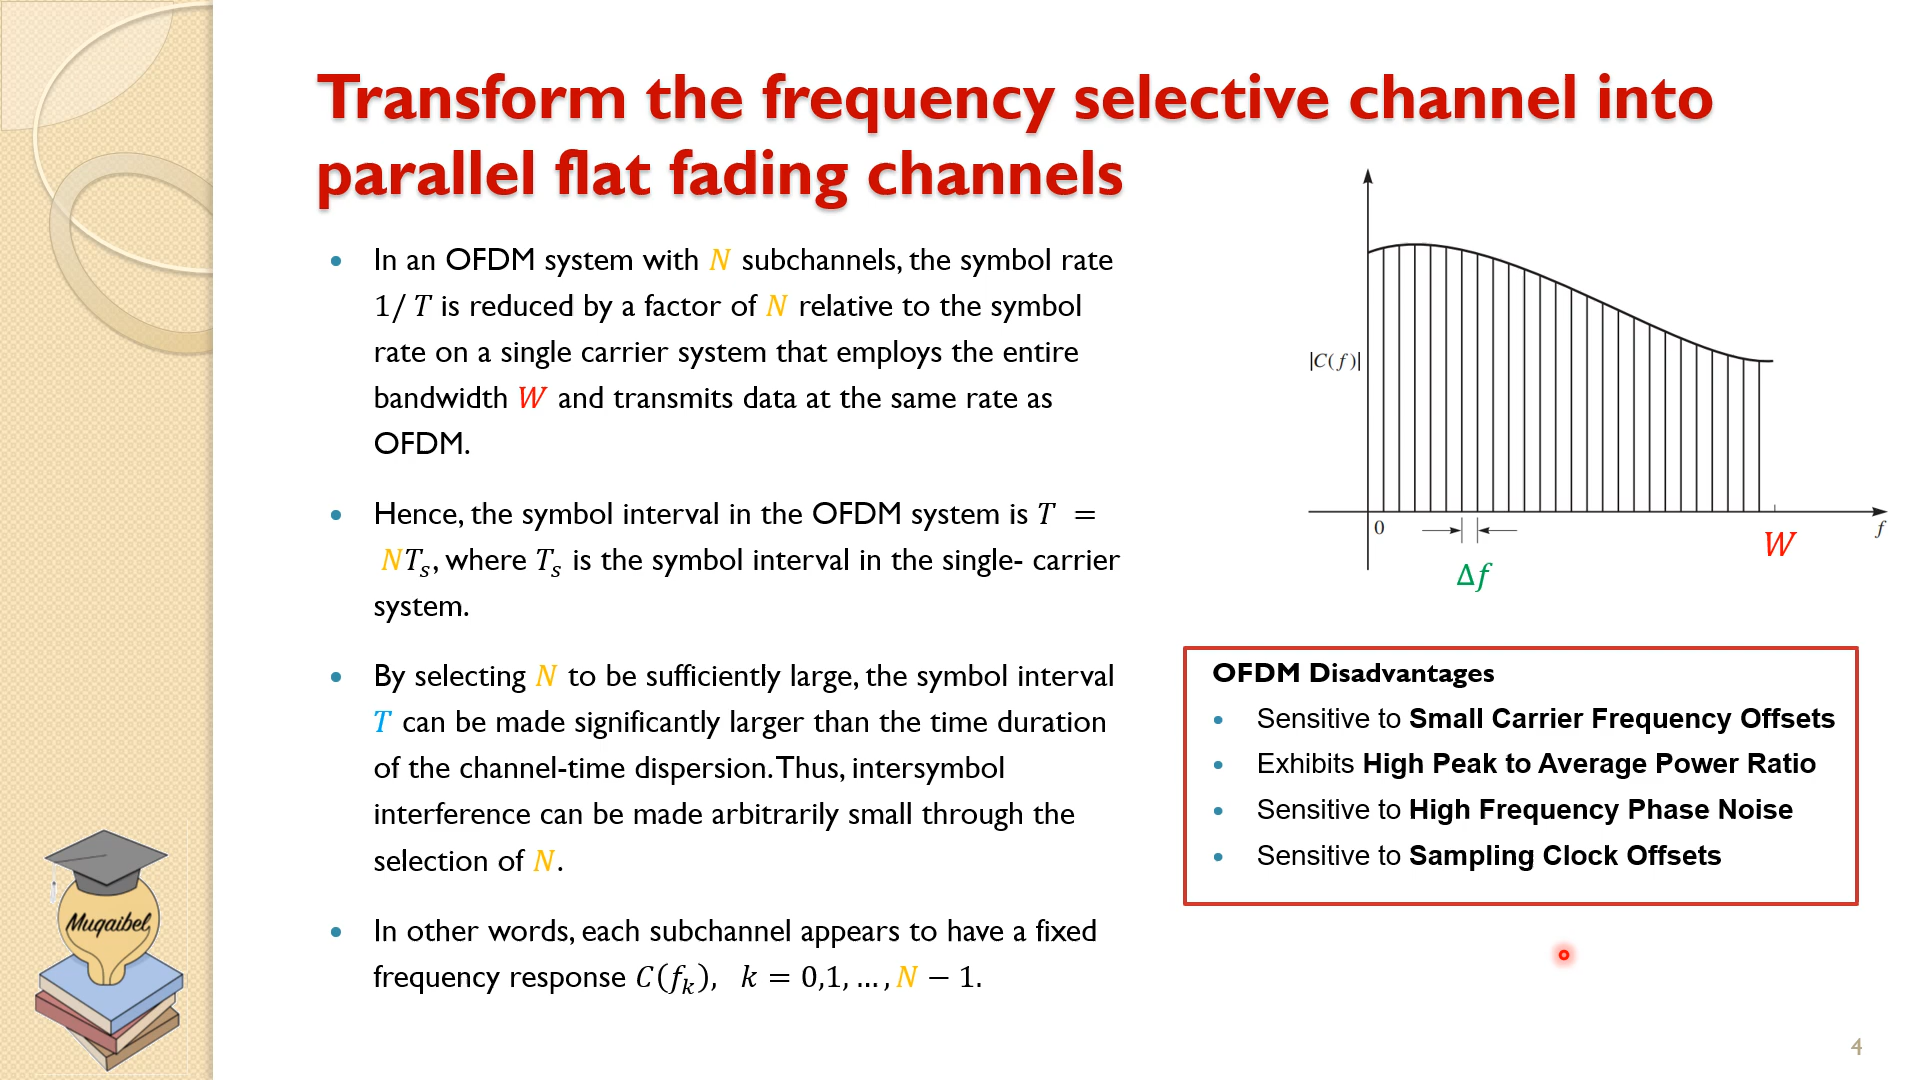 Transform the frequency selective channel into
parallel flat fading channels
• In an OFDM system with N subchannels, the symbol rate
1/ T is reduced by a factor of N relative to the symbol
rate on a single carrier system that employs the entire
bandwidth W and transmits data at the same rate as
OFDM.
• Hence, the symbol interval in the OFDM system is T =
NTₛ, where Tₛ is the symbol interval in the single- carrier
system.
• By selecting N to be sufficiently large, the symbol interval
T can be made significantly larger than the time duration
of the channel-time dispersion. Thus, intersymbol
interference can be made arbitrarily small through the
selection of N.
• In other words, each subchannel appears to have a fixed
frequency response C(fₖ), k = 0,1, … , N − 1.
|C(f)|
0
f
W
Δf
OFDM Disadvantages
• Sensitive to Small Carrier Frequency Offsets
• Exhibits High Peak to Average Power Ratio
• Sensitive to High Frequency Phase Noise
• Sensitive to Sampling Clock Offsets
Muqaibel
4